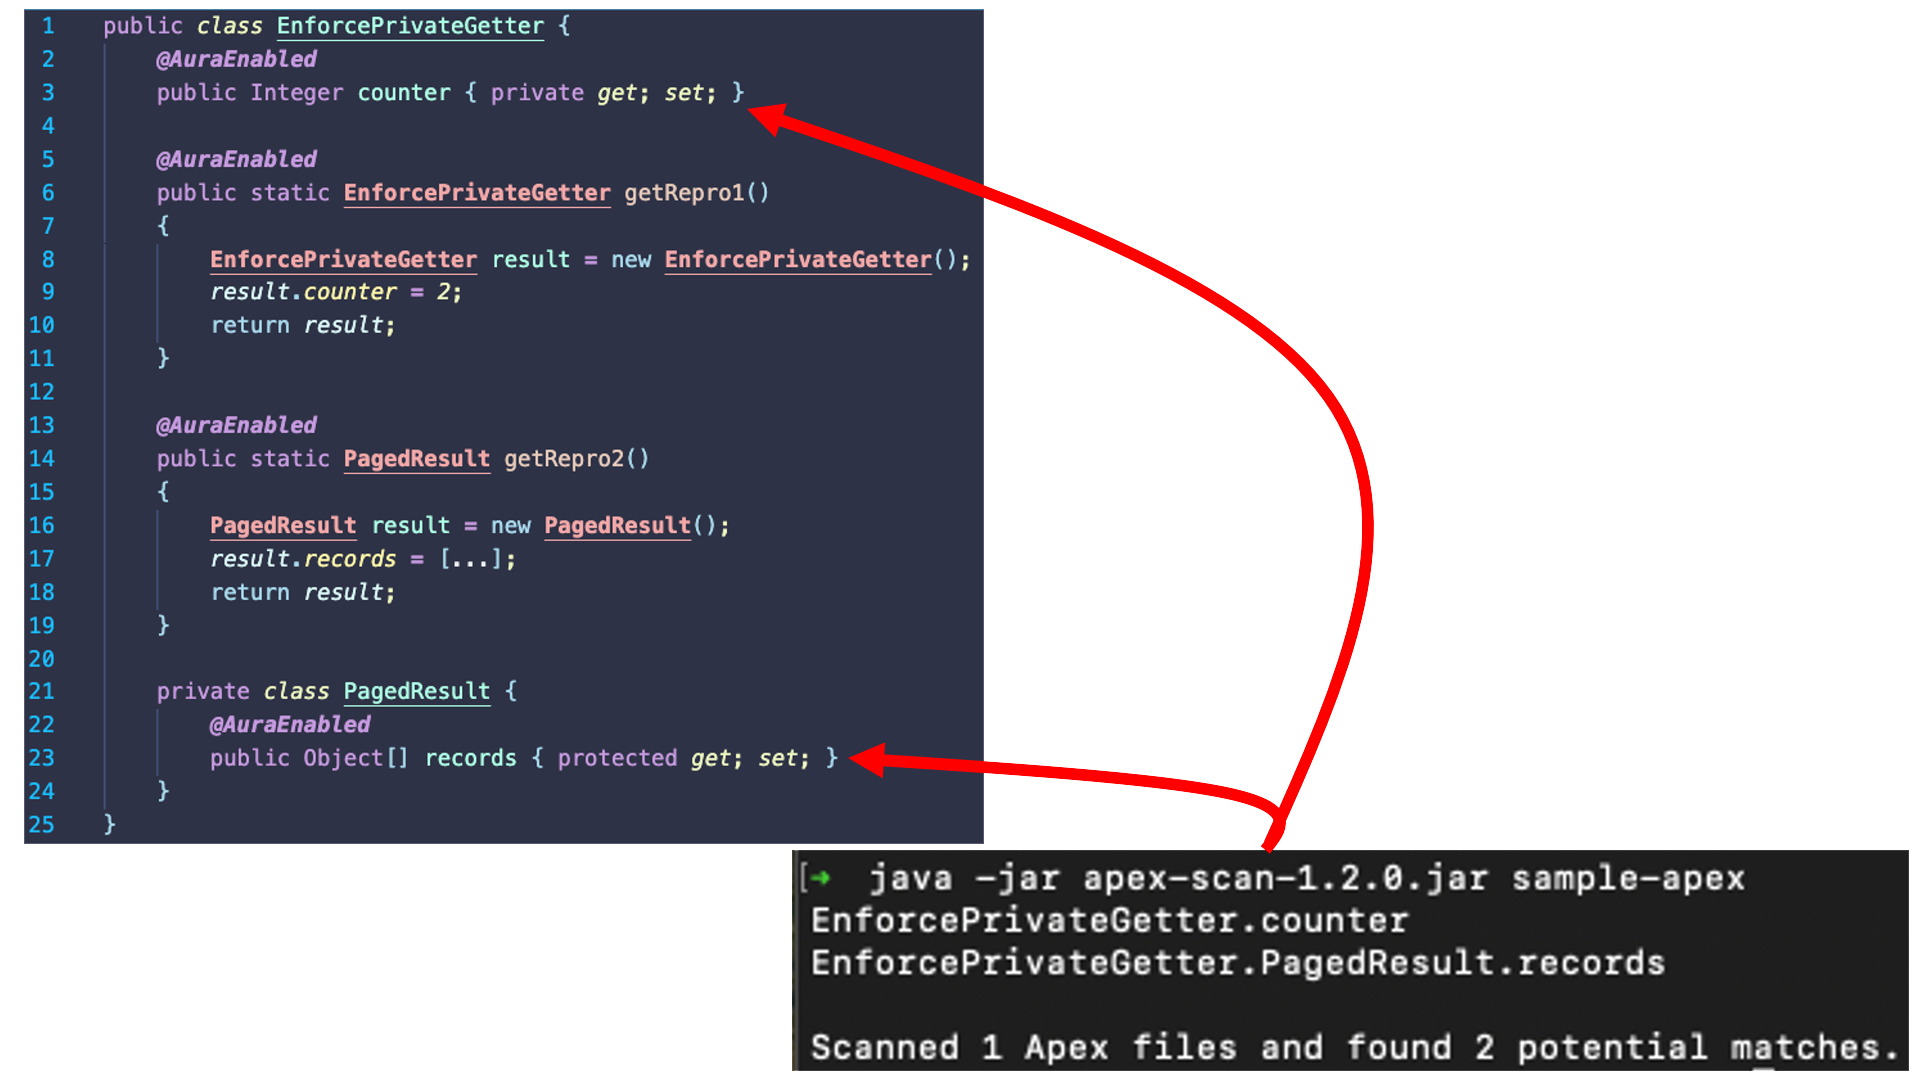 1 public class EnforcePrivateGetter {
2 @AuraEnabled
3 public Integer counter { private get; set; }
4
5 @AuraEnabled
6 public static EnforcePrivateGetter getRepro1()
7 {
8 EnforcePrivateGetter result = new EnforcePrivateGetter();
9 result.counter = 2;
10 return result;
11 }
12
13 @AuraEnabled
14 public static PagedResult getRepro2()
15 {
16 PagedResult result = new PagedResult();
17 result.records = [...];
18 return result;
19 }
20
21 private class PagedResult {
22 @AuraEnabled
23 public Object[] records { protected get; set; }
24 }
25 }
[➜ java -jar apex-scan-1.2.0.jar sample-apex
EnforcePrivateGetter.counter
EnforcePrivateGetter.PagedResult.records
Scanned 1 Apex files and found 2 potential matches.